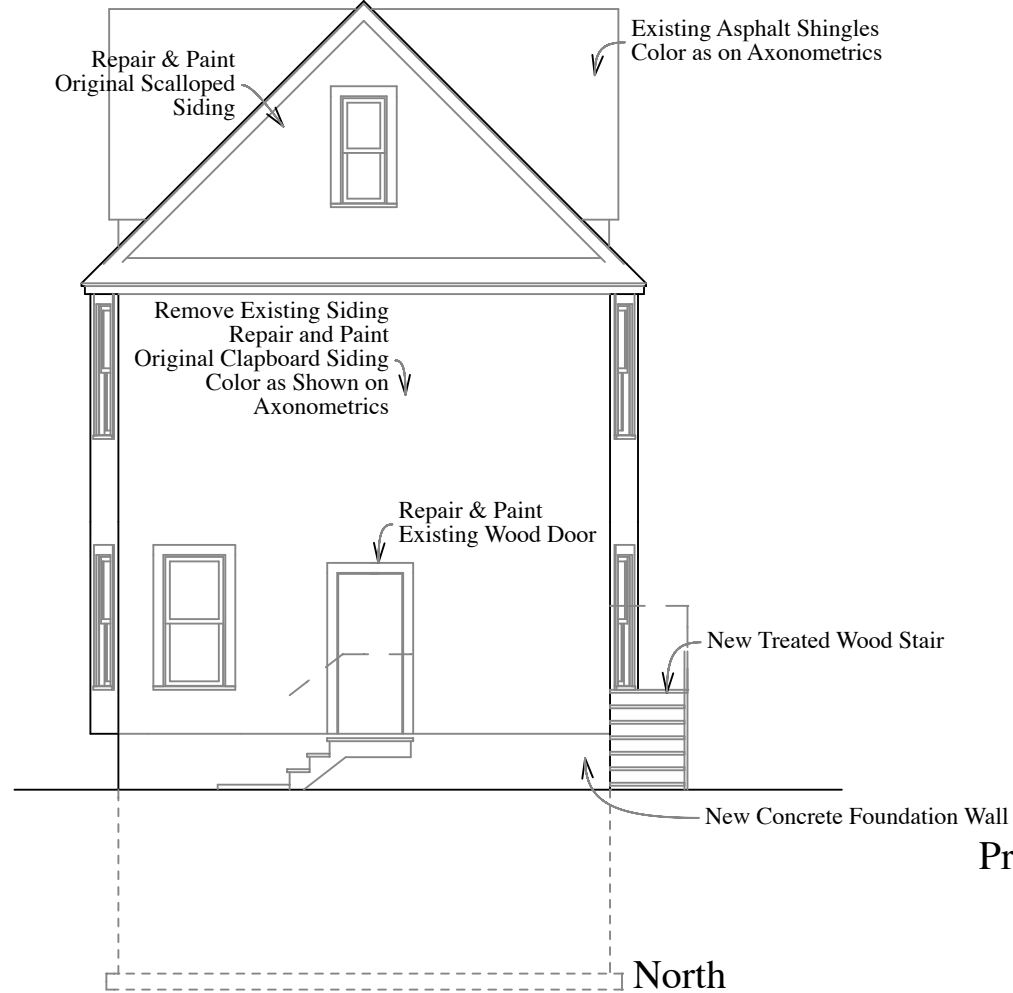 Existing Asphalt Shingles
Color as on Axonometrics
Repair & Paint
Original Scalloped
Siding
Remove Existing Siding
Repair and Paint
Original Clapboard Siding
Color as Shown on
Axonometrics
Repair & Paint
Existing Wood Door
New Treated Wood Stair
New Concrete Foundation Wall
Pr
North